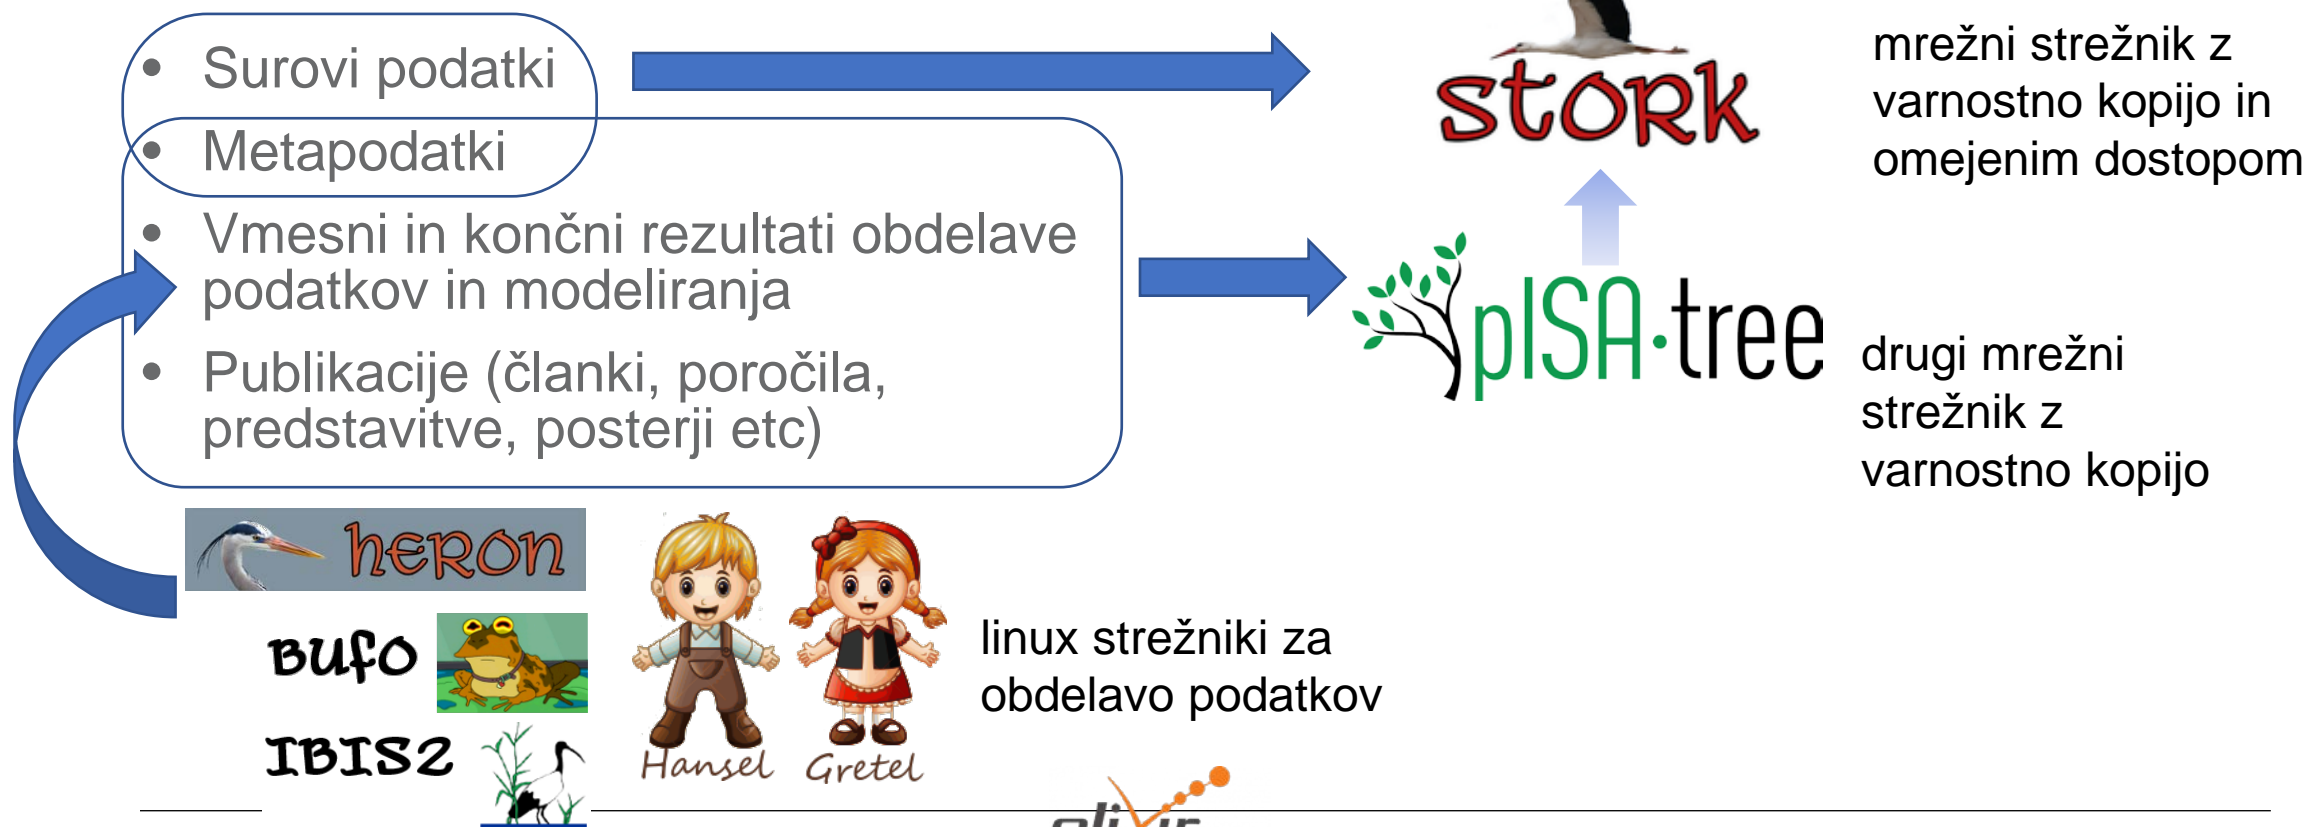 • Surovi podatki
• Metapodatki
• Vmesni in končni rezultati obdelave
podatkov in modeliranja
• Publikacije (članki, poročila,
predstavitve, posterji etc)
stork
mrežni strežnik z
varnostno kopijo in
omejenim dostopom
pISA·tree
drugi mrežni
strežnik z
varnostno kopijo
heron
BUFO
IBIS2
Hansel
Gretel
linux strežniki za
obdelavo podatkov
elixir